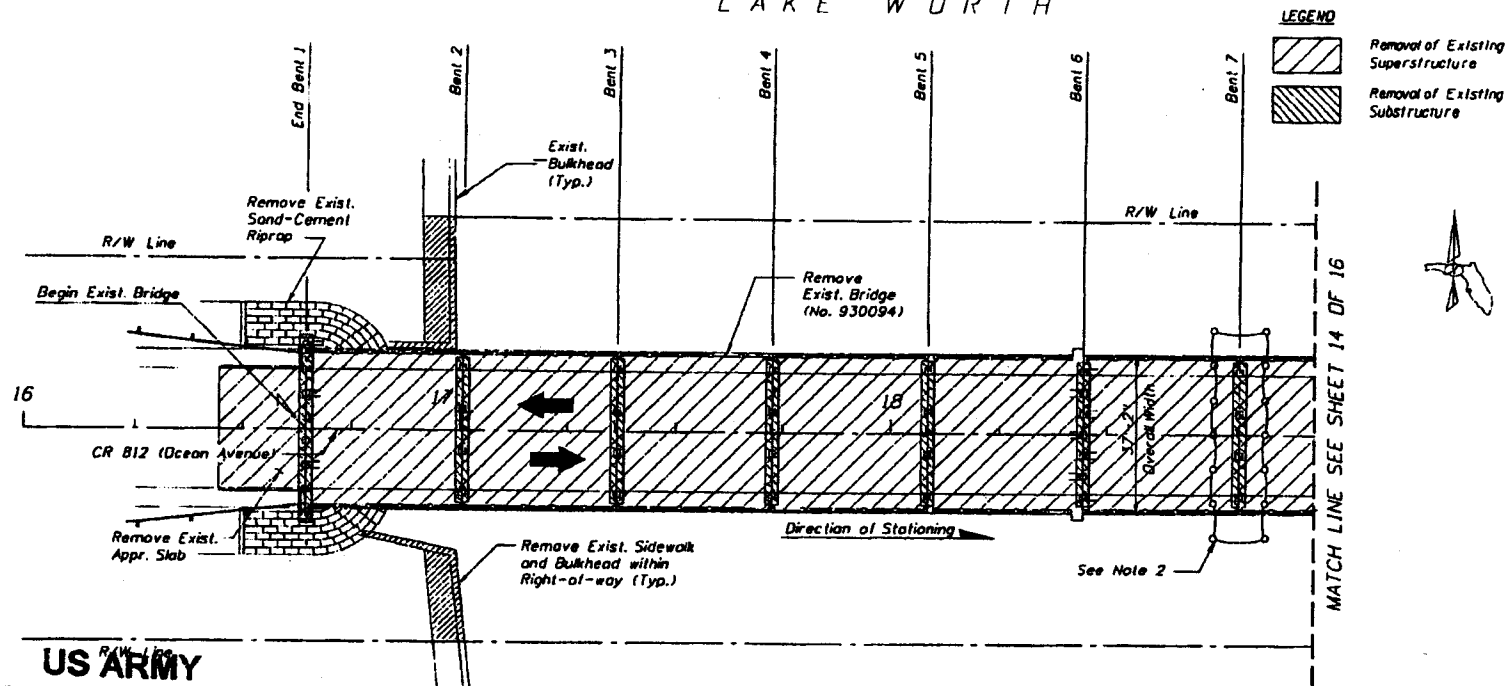 LAKE WORTH
LEGEND
Removal of Existing
Superstructure
Removal of Existing
Substructure
End Bent 1
Bent 2
Bent 3
Bent 4
Bent 5
Bent 6
Bent 7
Exist.
Bulkhead
(Typ.)
Remove Exist.
Sand-Cement
Riprap
R/W Line
R/W Line
Begin Exist. Bridge
Remove
Exist. Bridge
(No. 930094)
16
17
18
CR 812 (Ocean Avenue)
37'-2"
Overall Width
MATCH LINE SEE SHEET 14 OF 16
Remove Exist.
Appr. Slab
Remove Exist. Sidewalk
and Bulkhead within
Right-of-way (Typ.)
Direction of Stationing
See Note 2
R/W Line
US ARMY